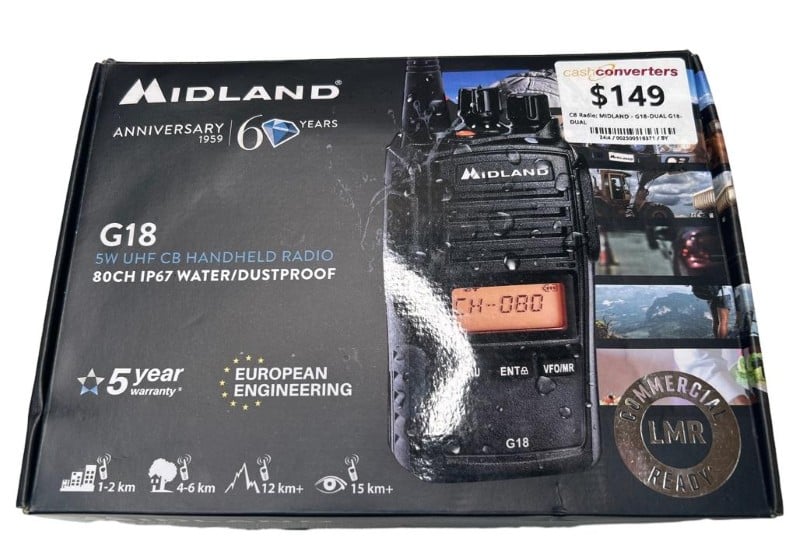 MIDLAND®
ANNIVERSARY 1959 60 YEARS
G18
5W UHF CB HANDHELD RADIO
80CH IP67 WATER/DUSTPROOF
5 year
warranty*
EUROPEAN
ENGINEERING
1-2 km
4-6 km
12 km+
15 km+
MIDLAND
CH-080
ENT
VFO/MR
G18
cashconverters
$149
CB Radio; MIDLAND - G18-DUAL G18-
DUAL
COMMERCIAL
LMR
READY